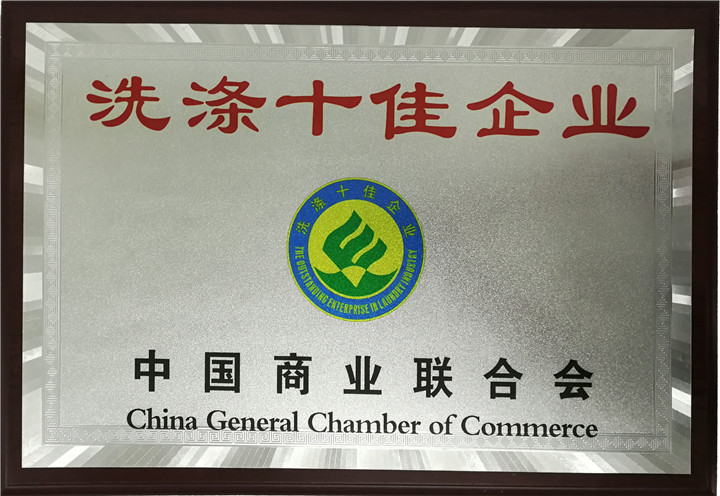 洗涤十佳企业
洗涤十佳企业
THE OUTSTANDING ENTERPRISE IN LAUNDRY INDUSTRY
中国商业联合会
China General Chamber of Commerce